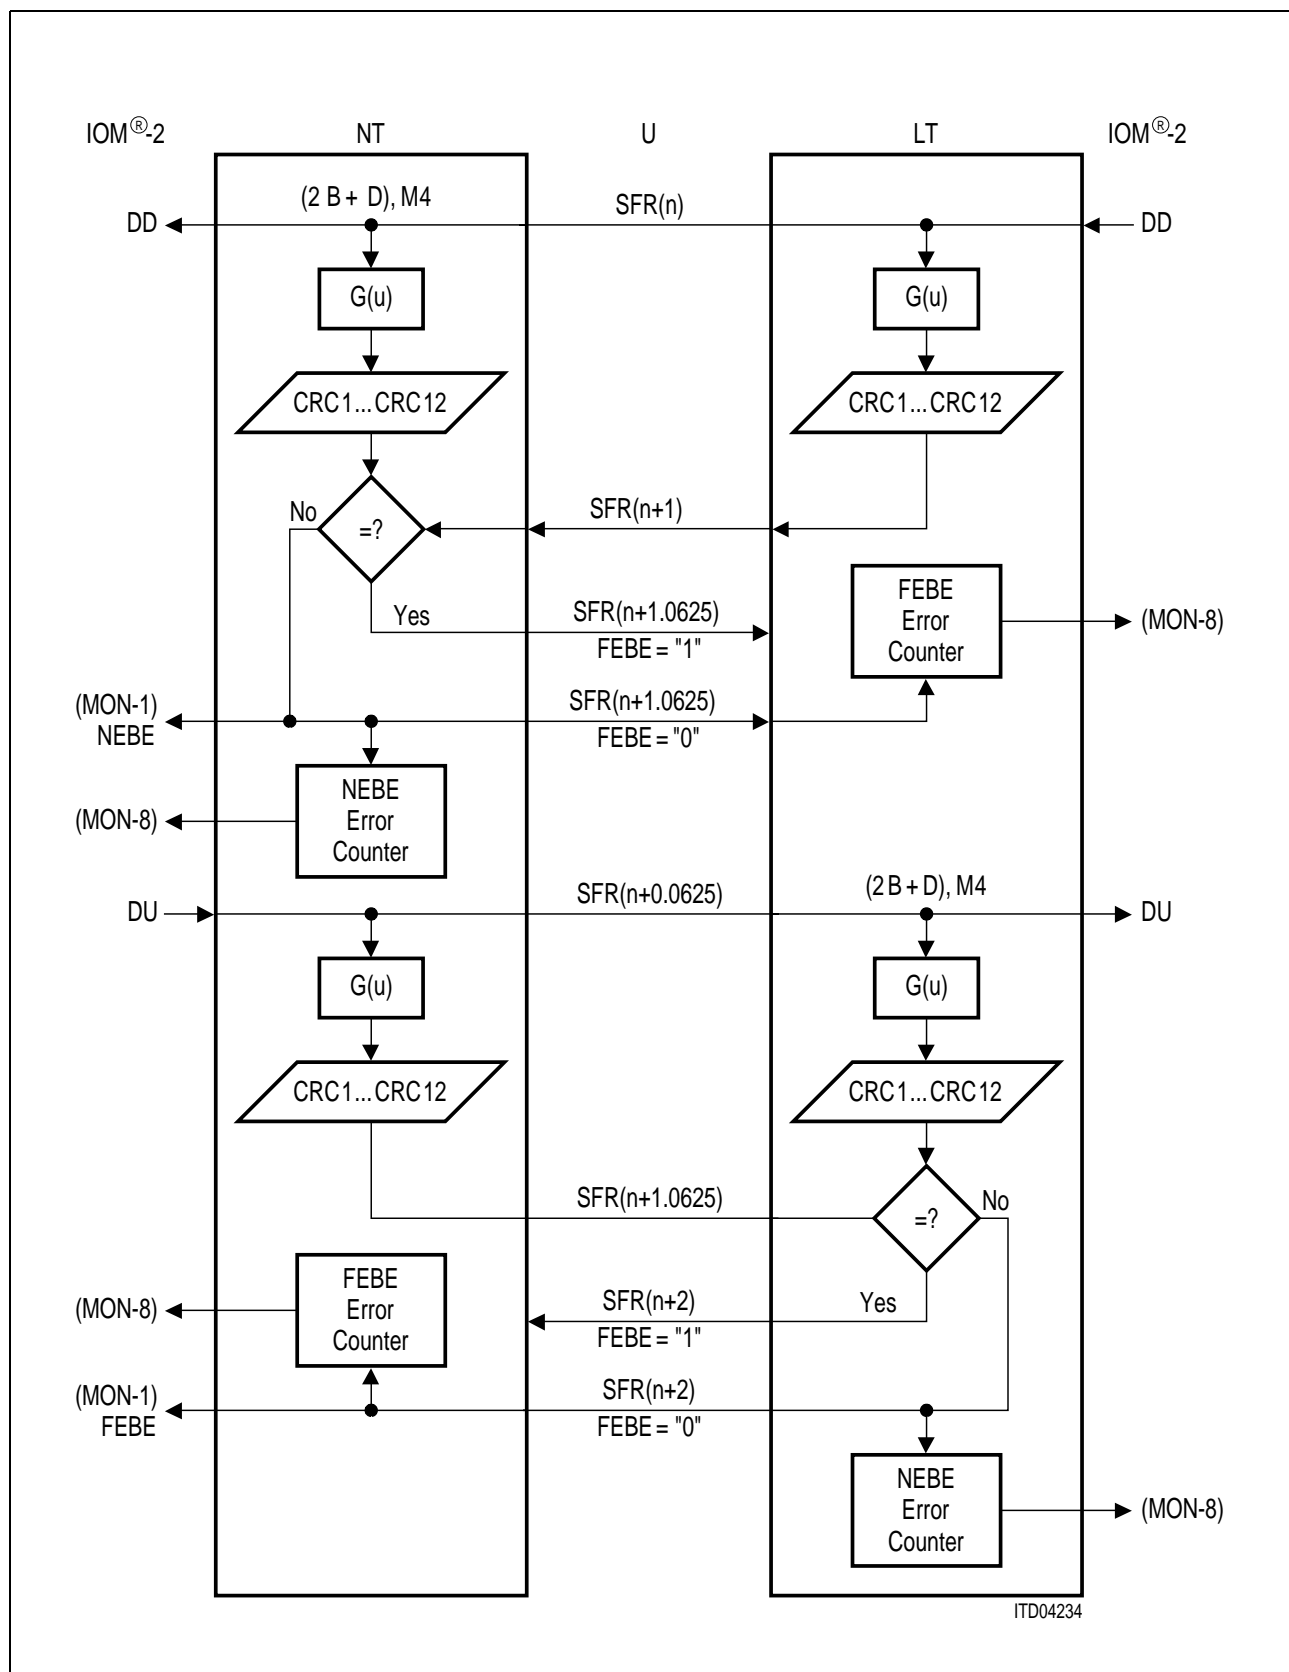 IOM®-2 NT U LT IOM®-2
(2 B + D), M4 SFR(n)
DD DD
G(u) G(u)
CRC1...CRC12 CRC1...CRC12
No SFR(n+1)
=?
FEBE
Error
Counter
(MON-8)
Yes SFR(n+1.0625)
FEBE = "1"
(MON-1)
NEBE
SFR(n+1.0625)
FEBE = "0"
NEBE
Error
Counter
(MON-8)
SFR(n+0.0625) (2 B + D), M4
DU DU
G(u) G(u)
CRC1...CRC12 CRC1...CRC12
SFR(n+1.0625) No
=?
FEBE
Error
Counter
(MON-8)
SFR(n+2) Yes
FEBE = "1"
(MON-1)
FEBE
SFR(n+2)
FEBE = "0"
NEBE
Error
Counter
(MON-8)
ITD04234